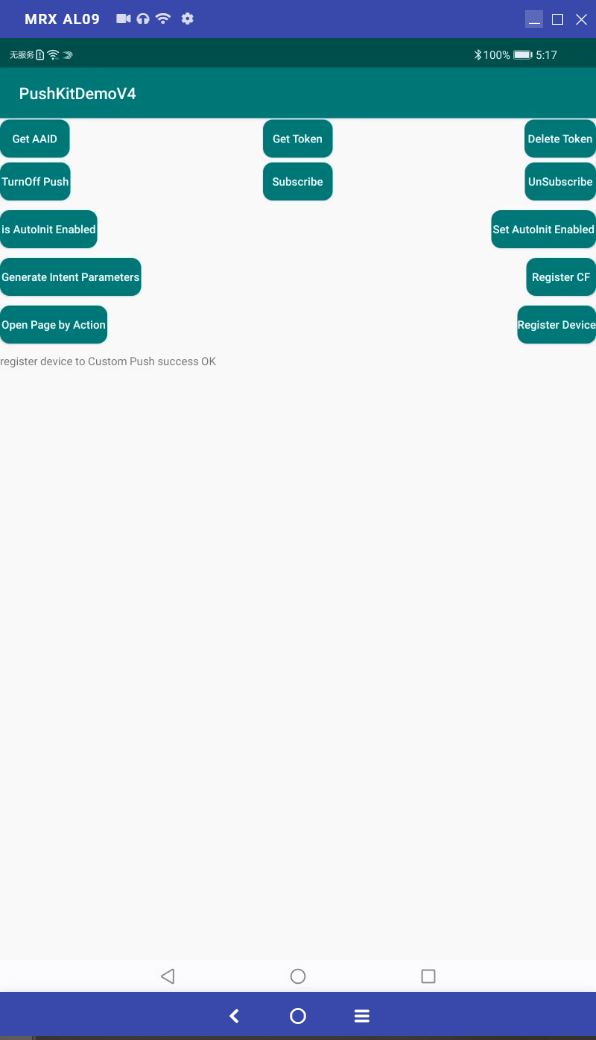 MRX AL09
无服务 100% 5:17
PushKitDemoV4
Get AAID Get Token Delete Token
TurnOff Push Subscribe UnSubscribe
is AutoInit Enabled Set AutoInit Enabled
Generate Intent Parameters Register CF
Open Page by Action Register Device
register device to Custom Push success OK